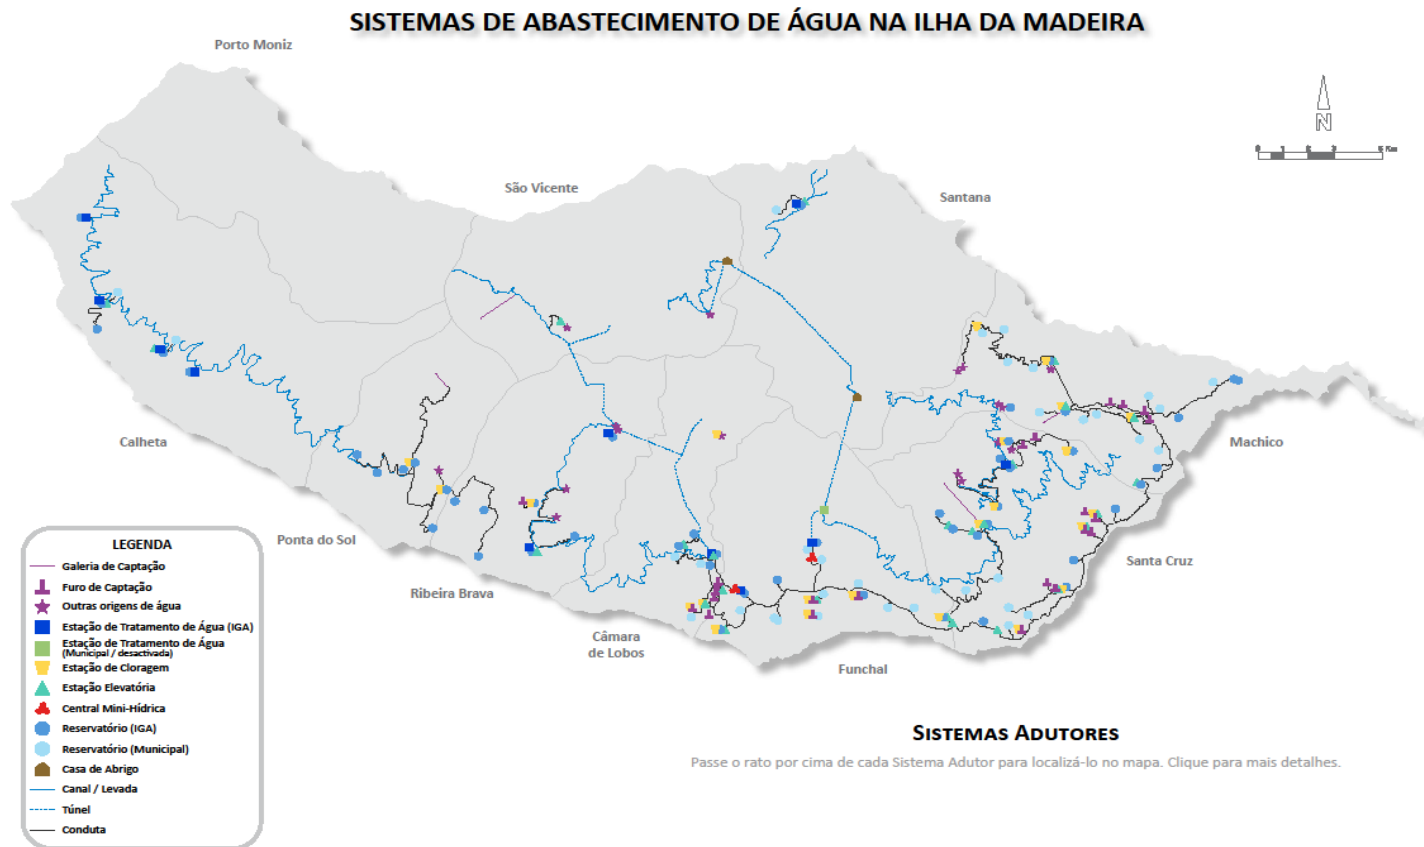 SISTEMAS DE ABASTECIMENTO DE ÁGUA NA ILHA DA MADEIRA
Porto Moniz
São Vicente
Santana
N
Km
Calheta
Machico
Ponta do Sol
Santa Cruz
Ribeira Brava
Câmara
de Lobos
Funchal
LEGENDA
Galeria de Captação
Furo de Captação
Outras origens de água
Estação de Tratamento de Água (IGA)
Estação de Tratamento de Água
(Municipal / desactivada)
Estação de Cloragem
Estação Elevatória
Central Mini-Hídrica
Reservatório (IGA)
Reservatório (Municipal)
Casa de Abrigo
Canal / Levada
Túnel
Conduta
SISTEMAS ADUTORES
Passe o rato por cima de cada Sistema Adutor para localizá-lo no mapa. Clique para mais detalhes.